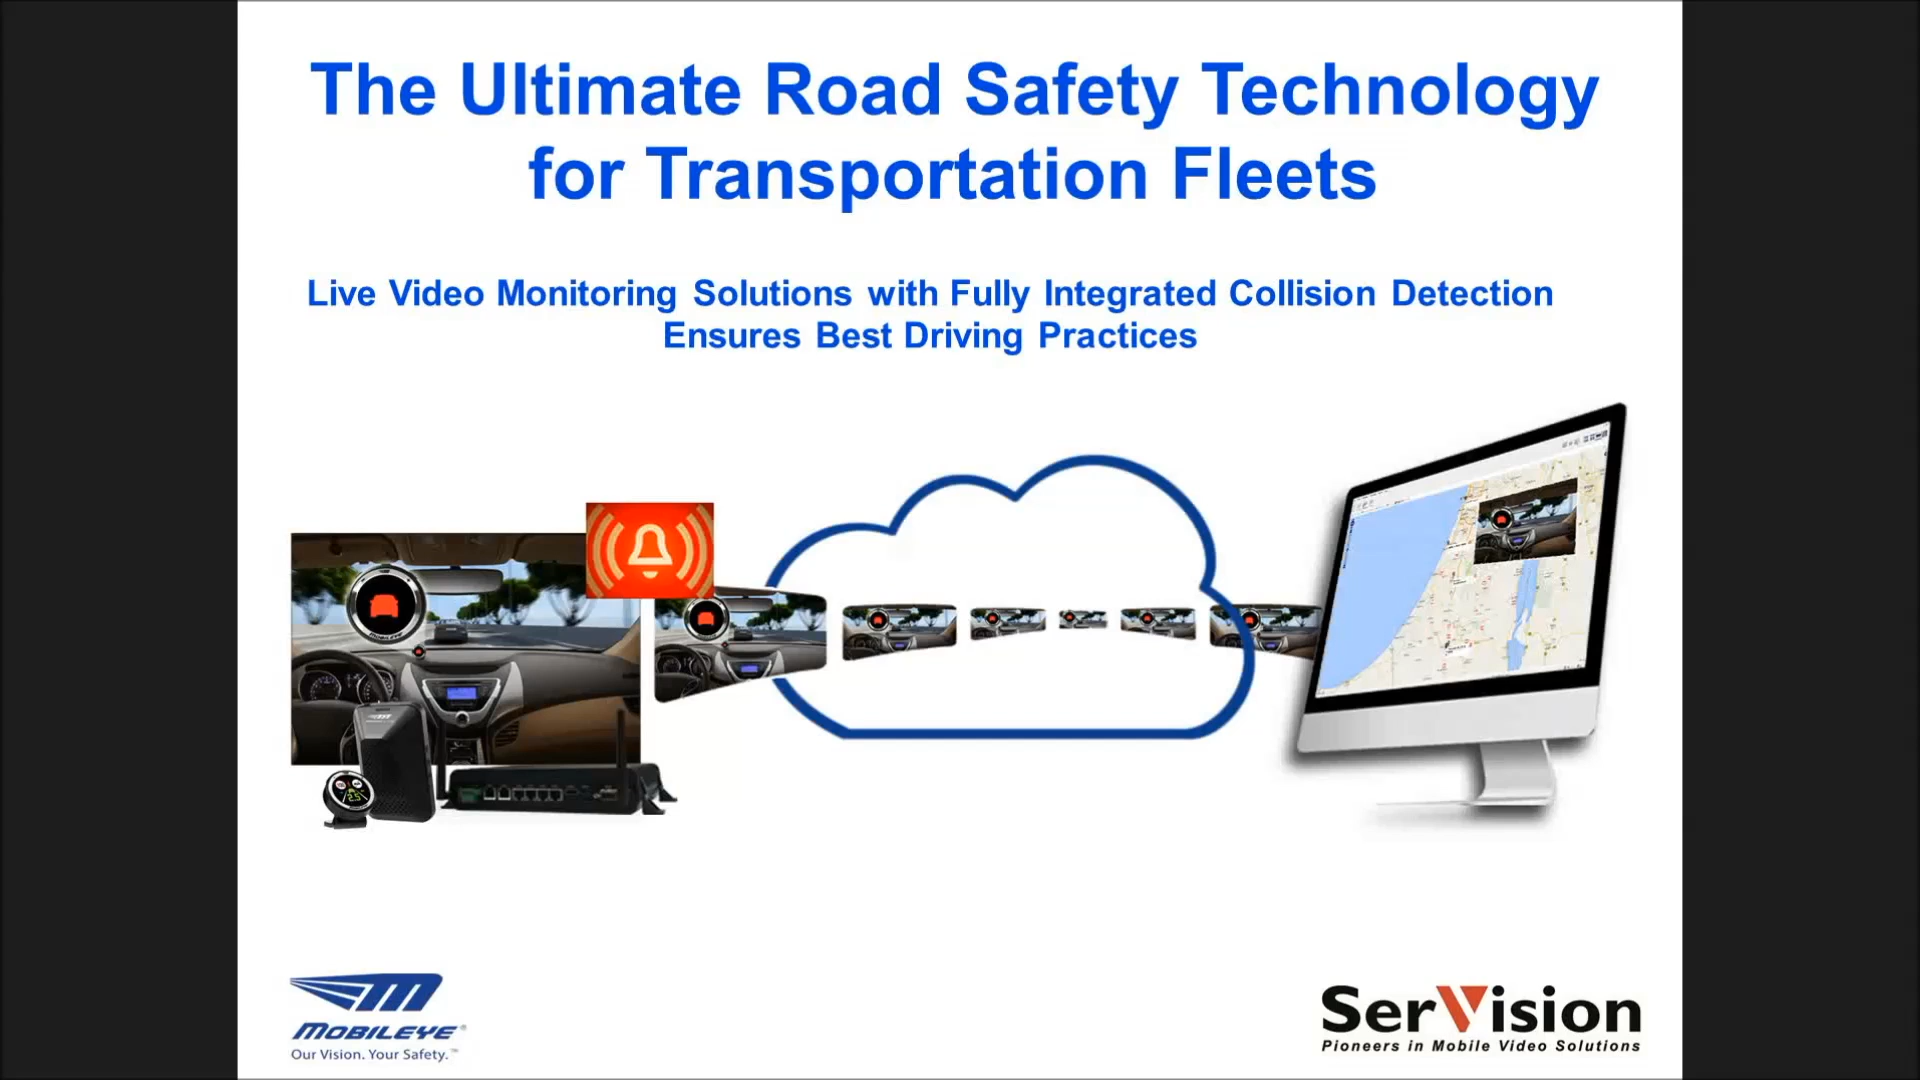 The Ultimate Road Safety Technology
for Transportation Fleets
Live Video Monitoring Solutions with Fully Integrated Collision Detection
Ensures Best Driving Practices
MOBILEYE®
Our Vision. Your Safety.™
SerVision
Pioneers in Mobile Video Solutions